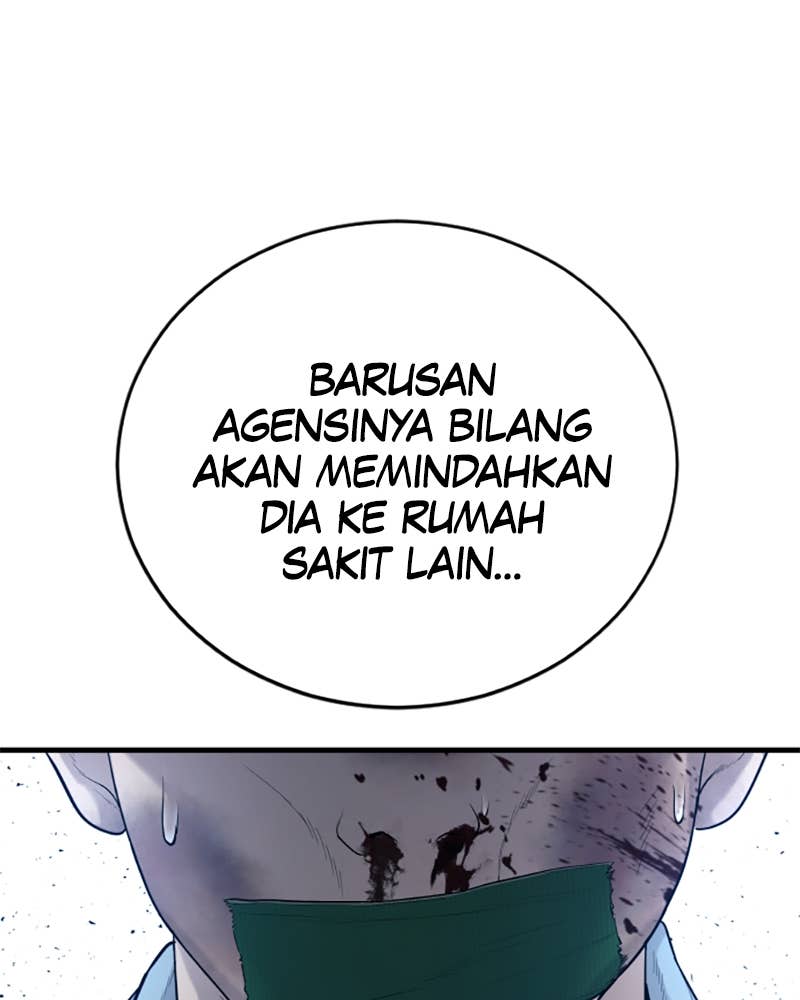 BARUSAN
AGENSINYA BILANG
AKAN MEMINDAHKAN
DIA KE RUMAH
SAKIT LAIN...